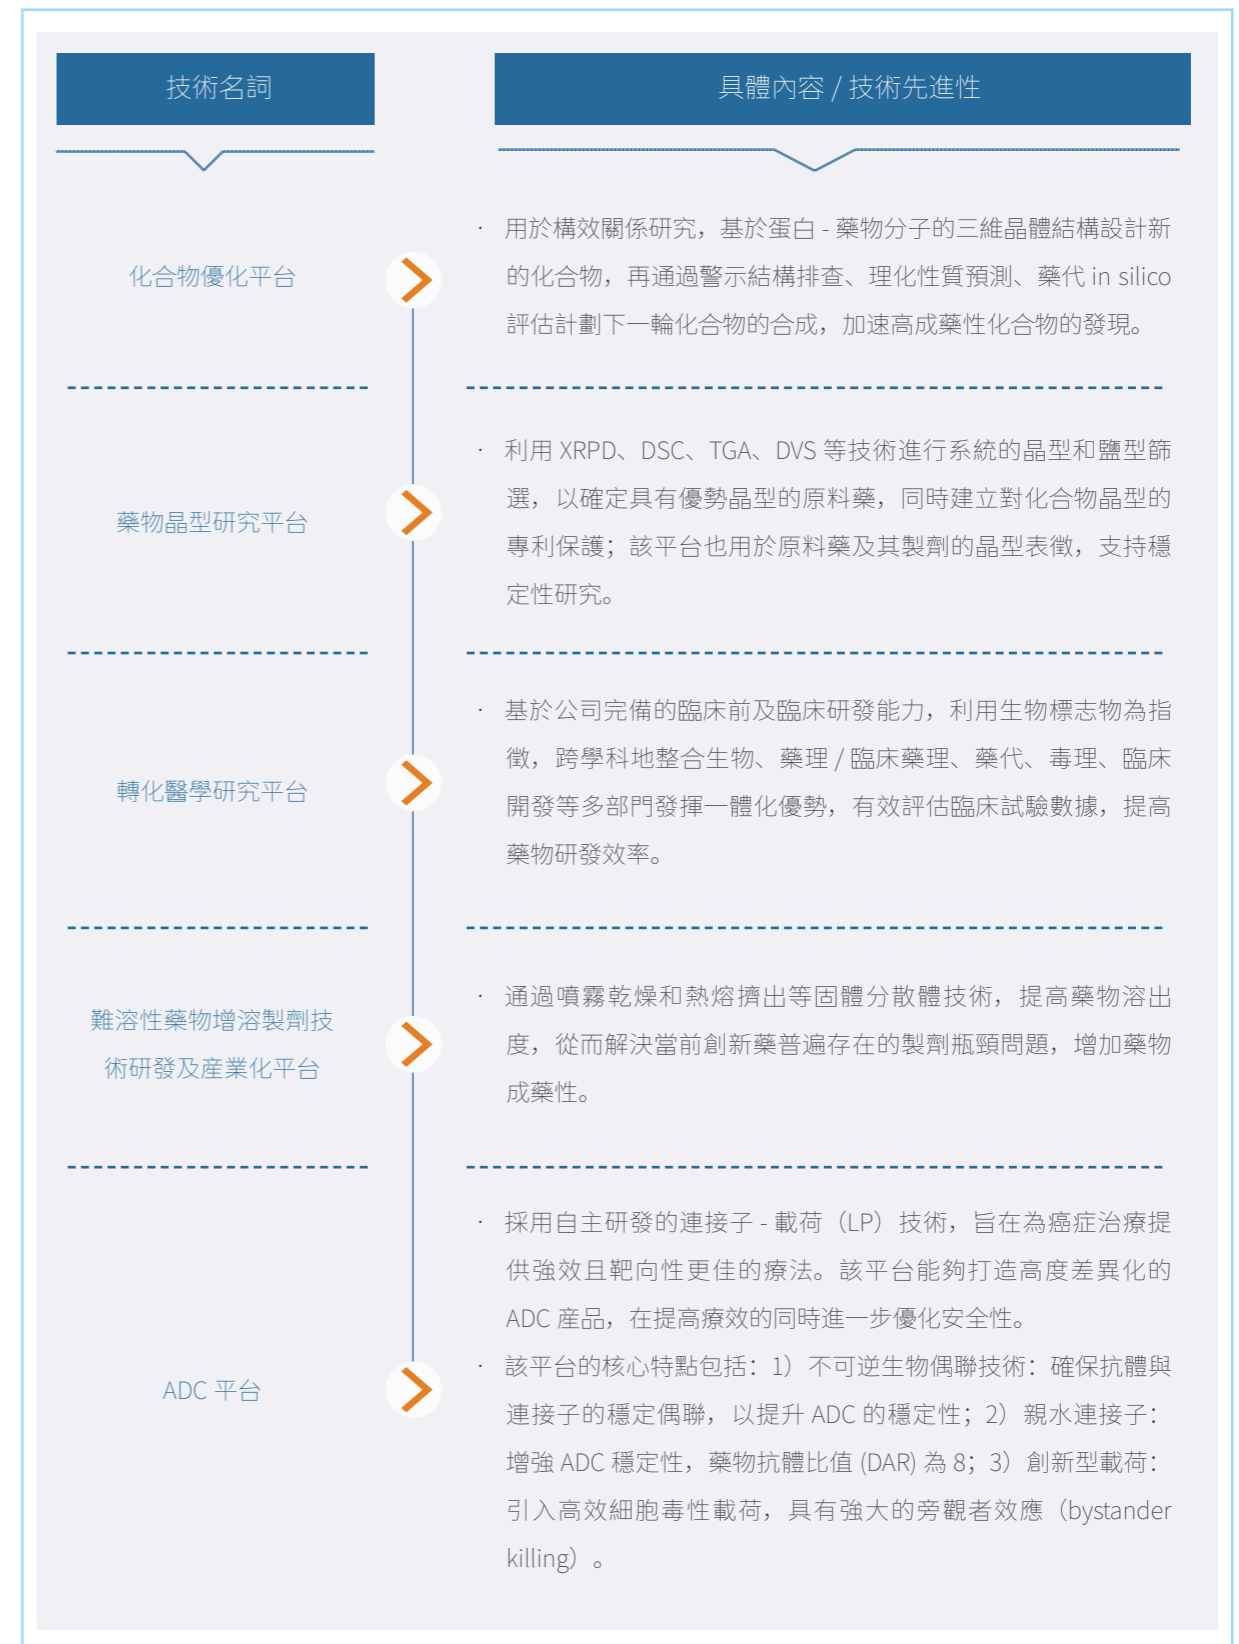 技術名詞
具體內容 / 技術先進性
化合物優化平台
· 用於構效關係研究，基於蛋白 - 藥物分子的三維晶體結構設計新
的化合物，再通過警示結構排查、理化性質預測、藥代 in silico
評估計劃下一輪化合物的合成，加速高成藥性化合物的發現。
藥物晶型研究平台
· 利用 XRPD、DSC、TGA、DVS 等技術進行系統的晶型和鹽型篩
選，以確定具有優勢晶型的原料藥，同時建立對化合物晶型的
專利保護；該平台也用於原料藥及其製劑的晶型表徵，支持穩
定性研究。
轉化醫學研究平台
· 基於公司完備的臨床前及臨床研發能力，利用生物標志物為指
徵，跨學科地整合生物、藥理 / 臨床藥理、藥代、毒理、臨床
開發等多部門發揮一體化優勢，有效評估臨床試驗數據，提高
藥物研發效率。
難溶性藥物增溶製劑技
術研發及產業化平台
· 通過噴霧乾燥和熱熔擠出等固體分散體技術，提高藥物溶出
度，從而解決當前創新藥普遍存在的製劑瓶頸問題，增加藥物
成藥性。
ADC 平台
· 採用自主研發的連接子 - 載荷（LP）技術，旨在為癌症治療提
供強效且靶向性更佳的療法。該平台能夠打造高度差異化的
ADC 產品，在提高療效的同時進一步優化安全性。
· 該平台的核心特點包括：1）不可逆生物偶聯技術：確保抗體與
連接子的穩定偶聯，以提升 ADC 的穩定性；2）親水連接子：
增強 ADC 穩定性，藥物抗體比值 (DAR) 為 8；3）創新型載荷：
引入高效細胞毒性載荷，具有強大的旁觀者效應（bystander
killing）。